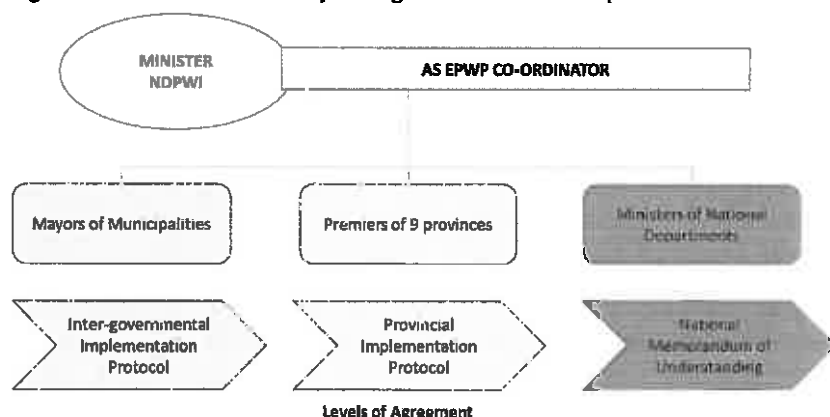 MINISTER
NDPWI
AS EPWP CO-ORDINATOR
Mayors of Municipalities
Premiers of 9 provinces
Ministers of National
Departments
Inter-governmental
Implementation
Protocol
Provincial
Implementation
Protocol
National
Memorandum of
Understanding
Levels of Agreement